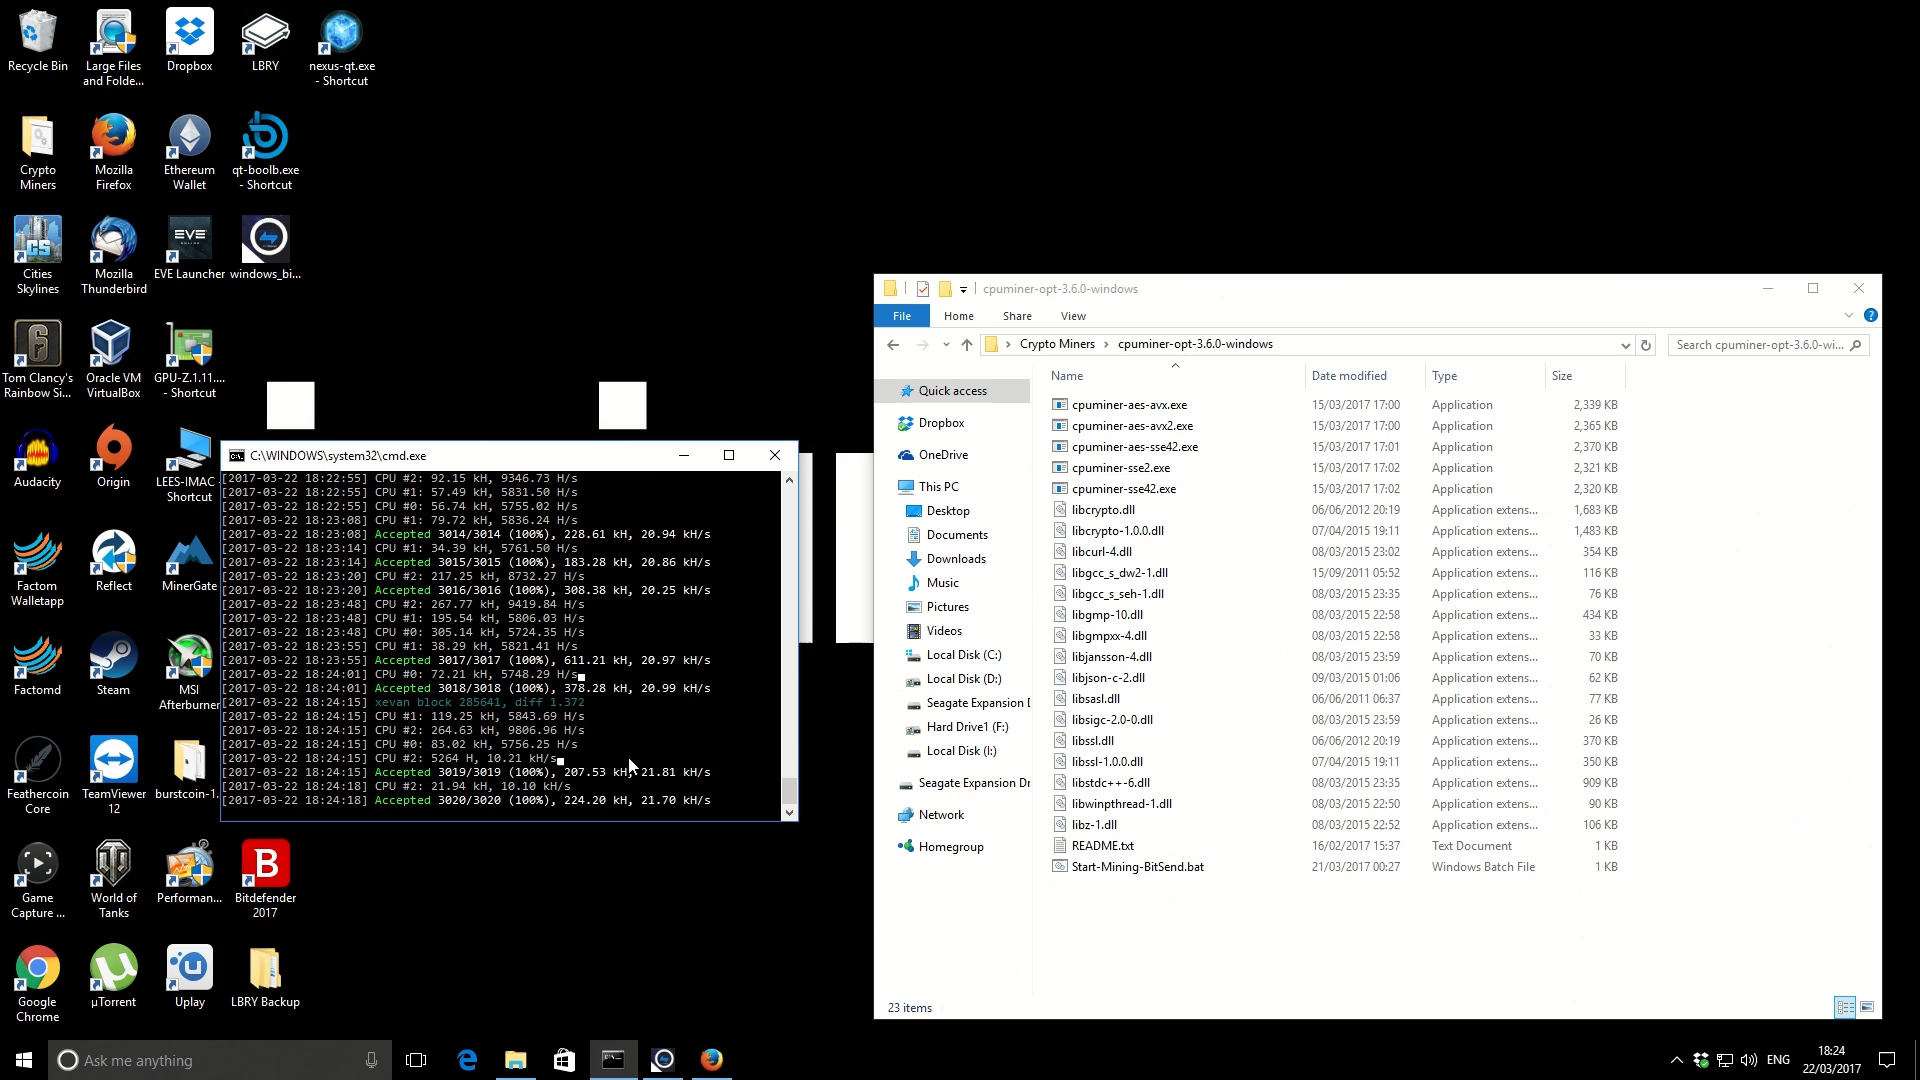 Recycle Bin
Large Files
and Folde...
Dropbox
LBRY
nexus-qt.exe
- Shortcut
Crypto
Miners
Mozilla
Firefox
Ethereum
Wallet
qt-boolb.exe
- Shortcut
Cities
Skylines
Mozilla
Thunderbird
EVE Launcher
windows_bi...
Tom Clancy's
Rainbow Si...
Oracle VM
VirtualBox
GPU-Z.1.11....
- Shortcut
Audacity
Origin
LEES-IMAC -
Shortcut
Factom
Walletapp
Reflect
MinerGate
Factomd
Steam
MSI
Afterburner
Feathercoin
Core
TeamViewer
12
burstcoin-1.
Game
Capture ...
World of
Tanks
Performan...
Bitdefender
2017
Google
Chrome
µTorrent
Uplay
LBRY Backup
C:\WINDOWS\system32\cmd.exe
[2017-03-22 18:22:55] CPU #2: 92.15 kH, 9346.73 H/s
[2017-03-22 18:22:55] CPU #1: 57.49 kH, 5831.50 H/s
[2017-03-22 18:22:55] CPU #0: 56.74 kH, 5755.02 H/s
[2017-03-22 18:23:08] CPU #1: 79.72 kH, 5836.24 H/s
[2017-03-22 18:23:08] Accepted 3014/3014 (100%), 228.61 kH, 20.94 kH/s
[2017-03-22 18:23:14] CPU #1: 34.39 kH, 5761.50 H/s
[2017-03-22 18:23:14] Accepted 3015/3015 (100%), 183.28 kH, 20.86 kH/s
[2017-03-22 18:23:20] CPU #2: 217.25 kH, 8732.27 H/s
[2017-03-22 18:23:20] Accepted 3016/3016 (100%), 308.38 kH, 20.25 kH/s
[2017-03-22 18:23:48] CPU #2: 267.77 kH, 9419.84 H/s
[2017-03-22 18:23:48] CPU #1: 195.54 kH, 5806.03 H/s
[2017-03-22 18:23:48] CPU #0: 305.14 kH, 5724.35 H/s
[2017-03-22 18:23:55] CPU #1: 38.29 kH, 5821.41 H/s
[2017-03-22 18:23:55] Accepted 3017/3017 (100%), 611.21 kH, 20.97 kH/s
[2017-03-22 18:24:01] CPU #0: 72.21 kH, 5748.29 H/s
[2017-03-22 18:24:01] Accepted 3018/3018 (100%), 378.28 kH, 20.99 kH/s
[2017-03-22 18:24:15] xevan block 285641, diff 1.372
[2017-03-22 18:24:15] CPU #1: 119.25 kH, 5843.69 H/s
[2017-03-22 18:24:15] CPU #2: 264.63 kH, 9806.96 H/s
[2017-03-22 18:24:15] CPU #0: 83.02 kH, 5756.25 H/s
[2017-03-22 18:24:15] CPU #2: 5264 H, 10.21 kH/s
[2017-03-22 18:24:15] Accepted 3019/3019 (100%), 207.53 kH, 21.81 kH/s
[2017-03-22 18:24:18] CPU #2: 21.94 kH, 10.10 kH/s
[2017-03-22 18:24:18] Accepted 3020/3020 (100%), 224.20 kH, 21.70 kH/s
cpuminer-opt-3.6.0-windows
File Home Share View
Crypto Miners > cpuminer-opt-3.6.0-windows
Search cpuminer-opt-3.6.0-wi...
Quick access
Dropbox
OneDrive
This PC
Desktop
Documents
Downloads
Music
Pictures
Videos
Local Disk (C:)
Local Disk (D:)
Seagate Expansion D
Hard Drive1 (F:)
Local Disk (I:)
Seagate Expansion Dr
Network
Homegroup
Name Date modified Type Size
cpuminer-aes-avx.exe 15/03/2017 17:00 Application 2,339 KB
cpuminer-aes-avx2.exe 15/03/2017 17:00 Application 2,365 KB
cpuminer-aes-sse42.exe 15/03/2017 17:01 Application 2,370 KB
cpuminer-sse2.exe 15/03/2017 17:02 Application 2,321 KB
cpuminer-sse42.exe 15/03/2017 17:02 Application 2,320 KB
libcrypto.dll 06/06/2012 20:19 Application extens... 1,683 KB
libcrypto-1.0.0.dll 07/04/2015 19:11 Application extens... 1,483 KB
libcurl-4.dll 08/03/2015 23:02 Application extens... 354 KB
libgcc_s_dw2-1.dll 15/09/2011 05:52 Application extens... 116 KB
libgcc_s_seh-1.dll 08/03/2015 23:35 Application extens... 76 KB
libgmp-10.dll 08/03/2015 22:58 Application extens... 434 KB
libgmpxx-4.dll 08/03/2015 22:58 Application extens... 33 KB
libjansson-4.dll 08/03/2015 23:59 Application extens... 70 KB
libjson-c-2.dll 09/03/2015 01:06 Application extens... 62 KB
libsasl.dll 06/06/2011 06:37 Application extens... 77 KB
libsigc-2.0-0.dll 08/03/2015 23:59 Application extens... 26 KB
libssl.dll 06/06/2012 20:19 Application extens... 370 KB
libssl-1.0.0.dll 07/04/2015 19:11 Application extens... 350 KB
libstdc++-6.dll 08/03/2015 23:35 Application extens... 909 KB
libwinpthread-1.dll 08/03/2015 22:50 Application extens... 90 KB
libz-1.dll 08/03/2015 22:52 Application extens... 106 KB
README.txt 16/02/2017 15:37 Text Document 1 KB
Start-Mining-BitSend.bat 21/03/2017 00:27 Windows Batch File 1 KB
23 items
Ask me anything
ENG
18:24
22/03/2017